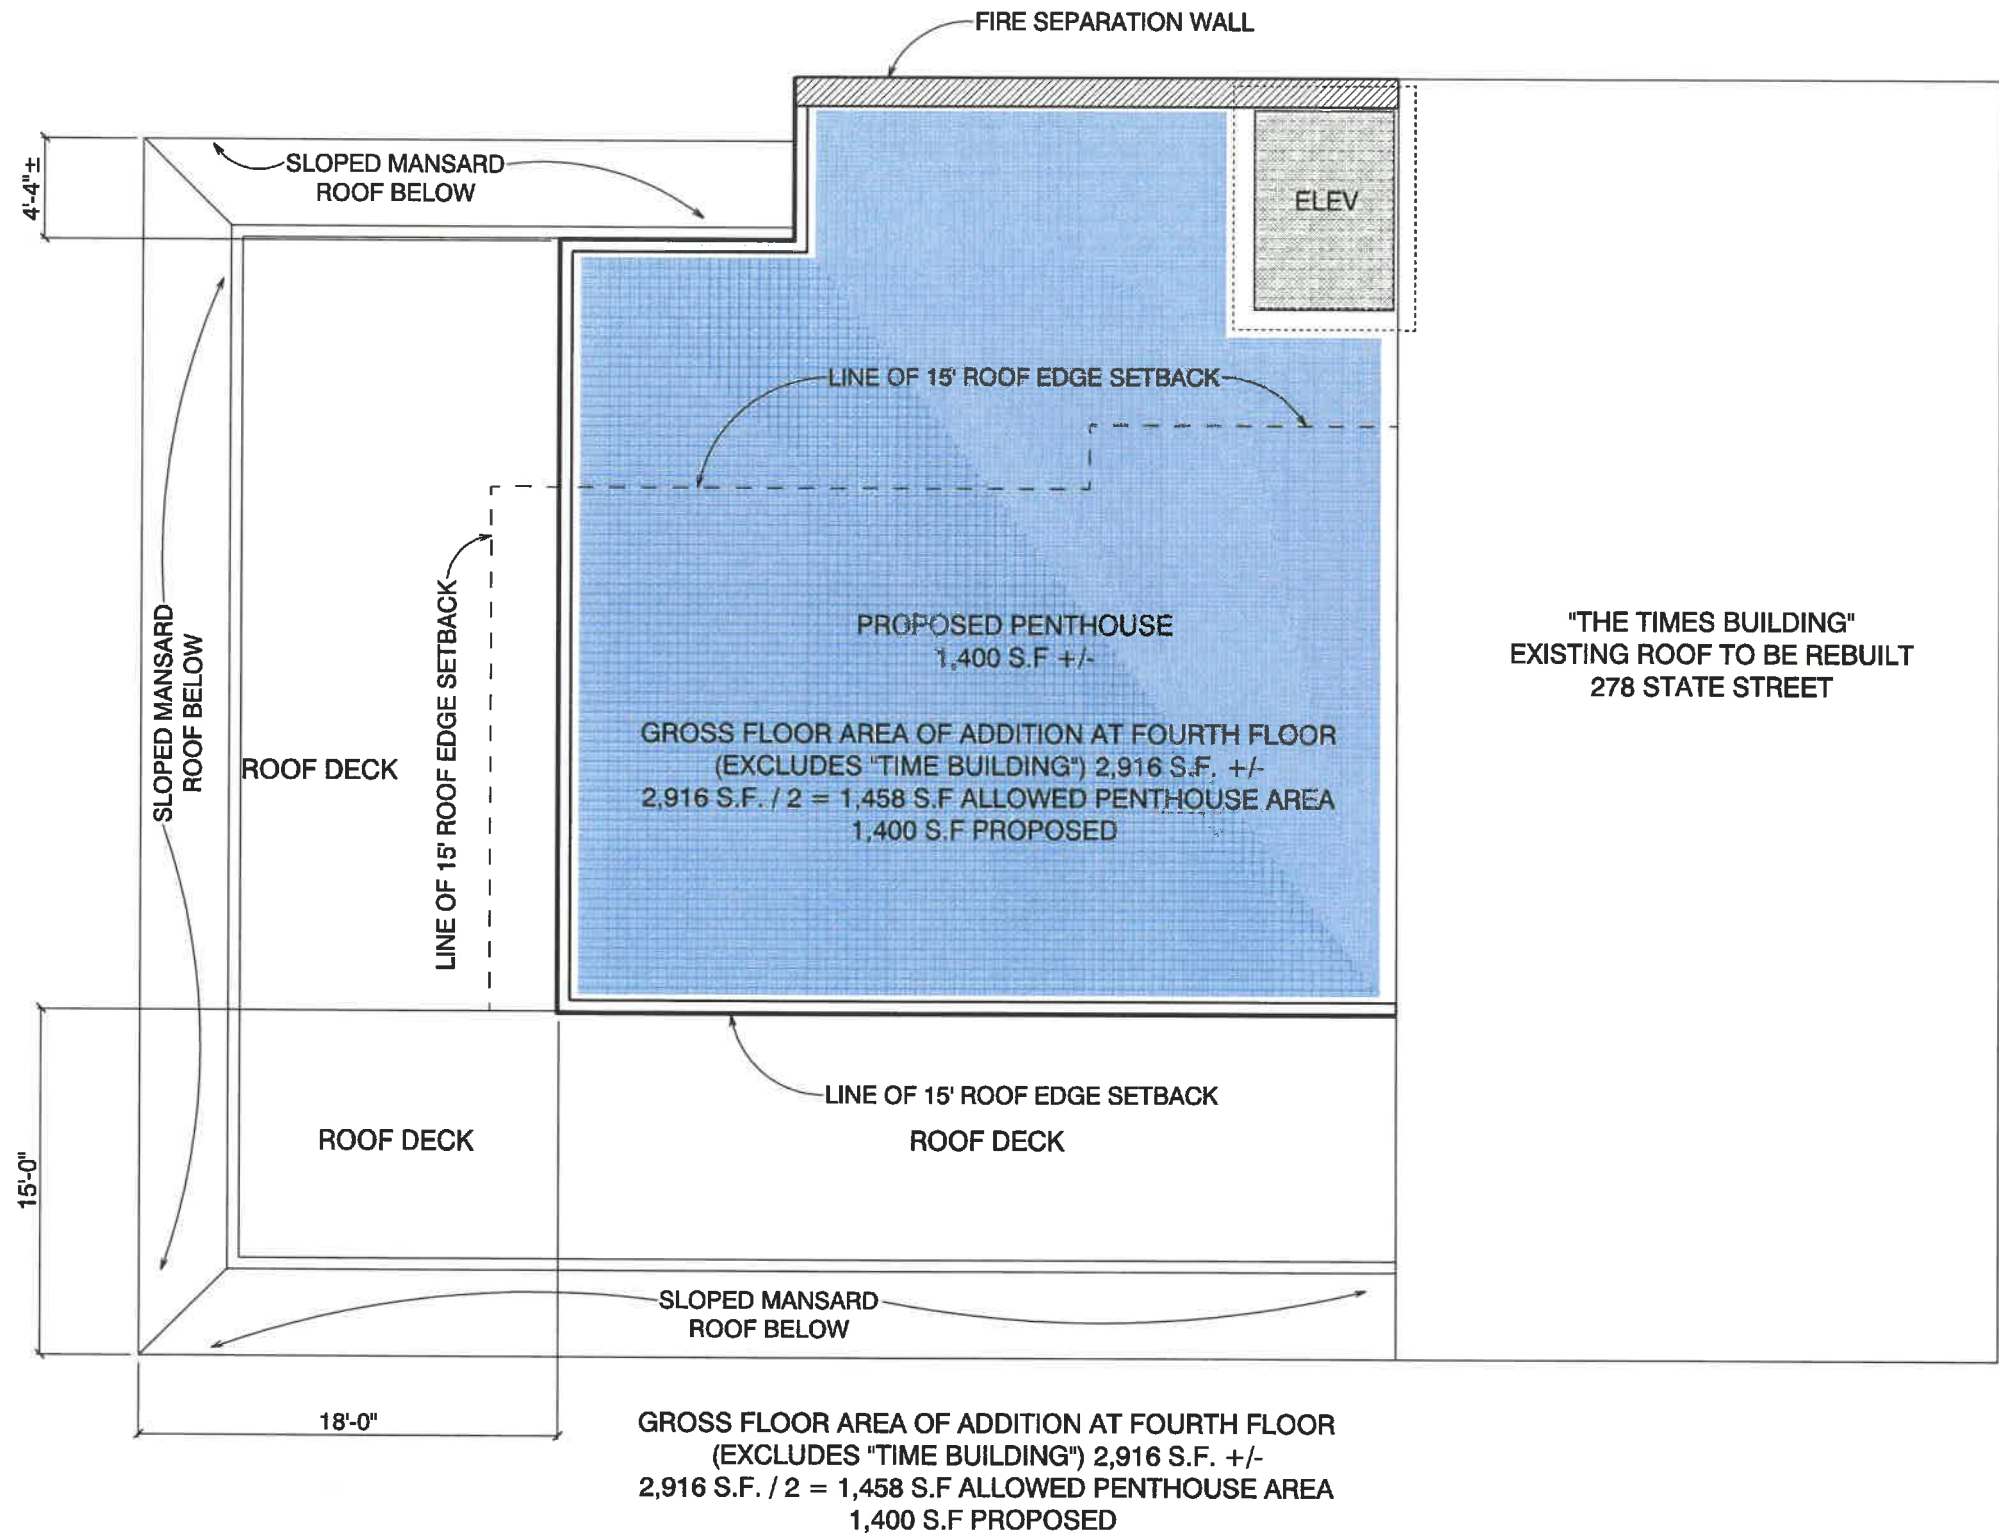 FIRE SEPARATION WALL
4'-4"±
SLOPED MANSARD
ROOF BELOW
ELEV
LINE OF 15' ROOF EDGE SETBACK
LINE OF 15' ROOF EDGE SETBACK
SLOPED MANSARD
ROOF BELOW
ROOF DECK
PROPOSED PENTHOUSE
1,400 S.F +/-
GROSS FLOOR AREA OF ADDITION AT FOURTH FLOOR
(EXCLUDES "TIME BUILDING") 2,916 S.F. +/-
2,916 S.F. / 2 = 1,458 S.F ALLOWED PENTHOUSE AREA
1,400 S.F PROPOSED
"THE TIMES BUILDING"
EXISTING ROOF TO BE REBUILT
278 STATE STREET
LINE OF 15' ROOF EDGE SETBACK
ROOF DECK
ROOF DECK
15'-0"
SLOPED MANSARD
ROOF BELOW
18'-0"
GROSS FLOOR AREA OF ADDITION AT FOURTH FLOOR
(EXCLUDES "TIME BUILDING") 2,916 S.F. +/-
2,916 S.F. / 2 = 1,458 S.F ALLOWED PENTHOUSE AREA
1,400 S.F PROPOSED